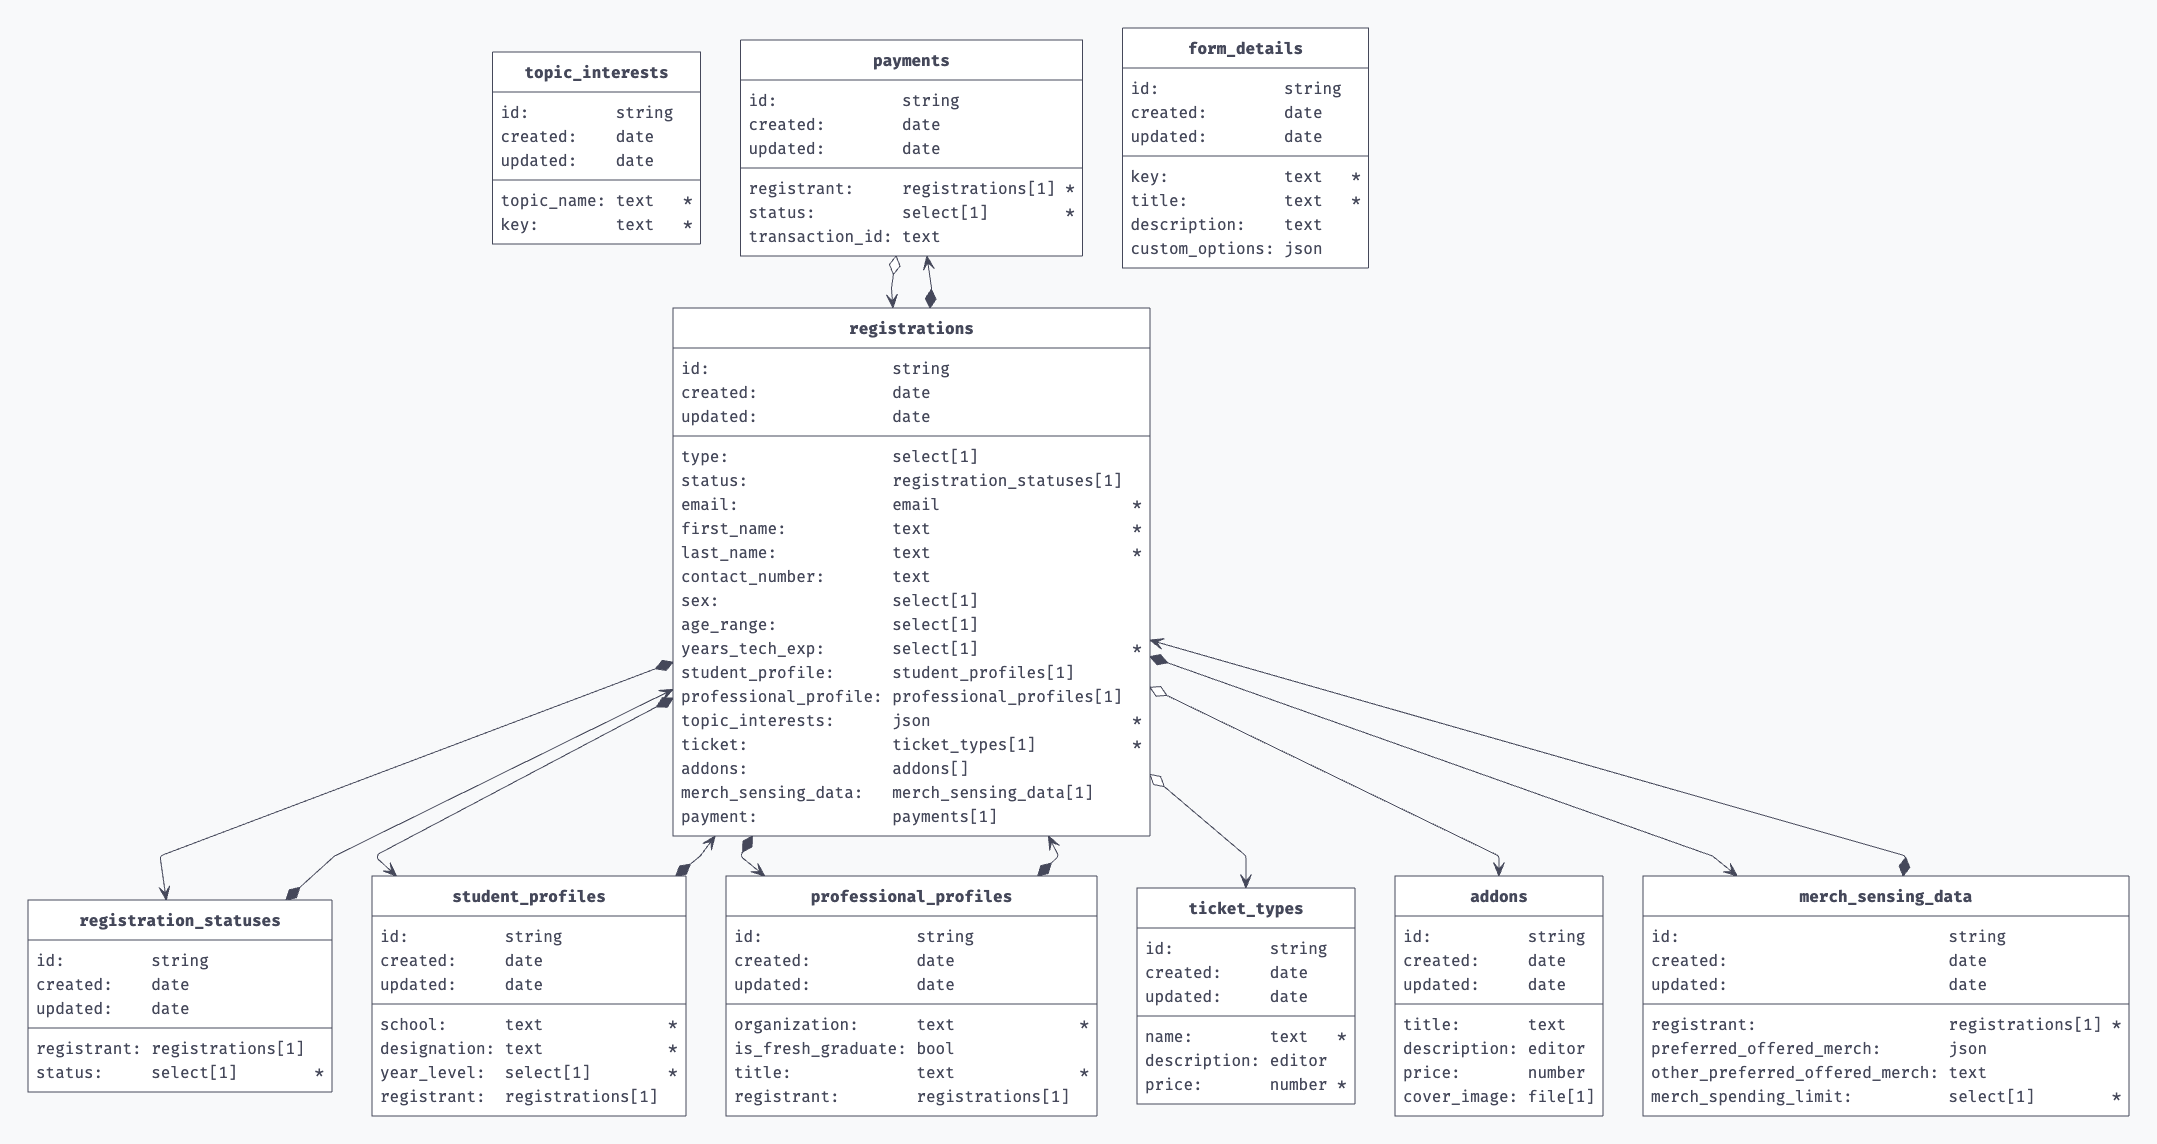 topic_interests
id: string
created: date
updated: date
topic_name: text *
key: text *
payments
id: string
created: date
updated: date
registrant: registrations[1] *
status: select[1] *
transaction_id: text
form_details
id: string
created: date
updated: date
key: text *
title: text *
description: text
custom_options: json
registrations
id: string
created: date
updated: date
type: select[1]
status: registration_statuses[1]
email: email *
first_name: text *
last_name: text *
contact_number: text
sex: select[1]
age_range: select[1]
years_tech_exp: select[1] *
student_profile: student_profiles[1]
professional_profile: professional_profiles[1]
topic_interests: json *
ticket: ticket_types[1] *
addons: addons[]
merch_sensing_data: merch_sensing_data[1]
payment: payments[1]
registration_statuses
id: string
created: date
updated: date
registrant: registrations[1]
status: select[1] *
student_profiles
id: string
created: date
updated: date
school: text *
designation: text *
year_level: select[1] *
registrant: registrations[1]
professional_profiles
id: string
created: date
updated: date
organization: text *
is_fresh_graduate: bool
title: text *
registrant: registrations[1]
ticket_types
id: string
created: date
updated: date
name: text *
description: editor
price: number *
addons
id: string
created: date
updated: date
title: text
description: editor
price: number
cover_image: file[1]
merch_sensing_data
id: string
created: date
updated: date
registrant: registrations[1] *
preferred_offered_merch: json
other_preferred_offered_merch: text
merch_spending_limit: select[1] *